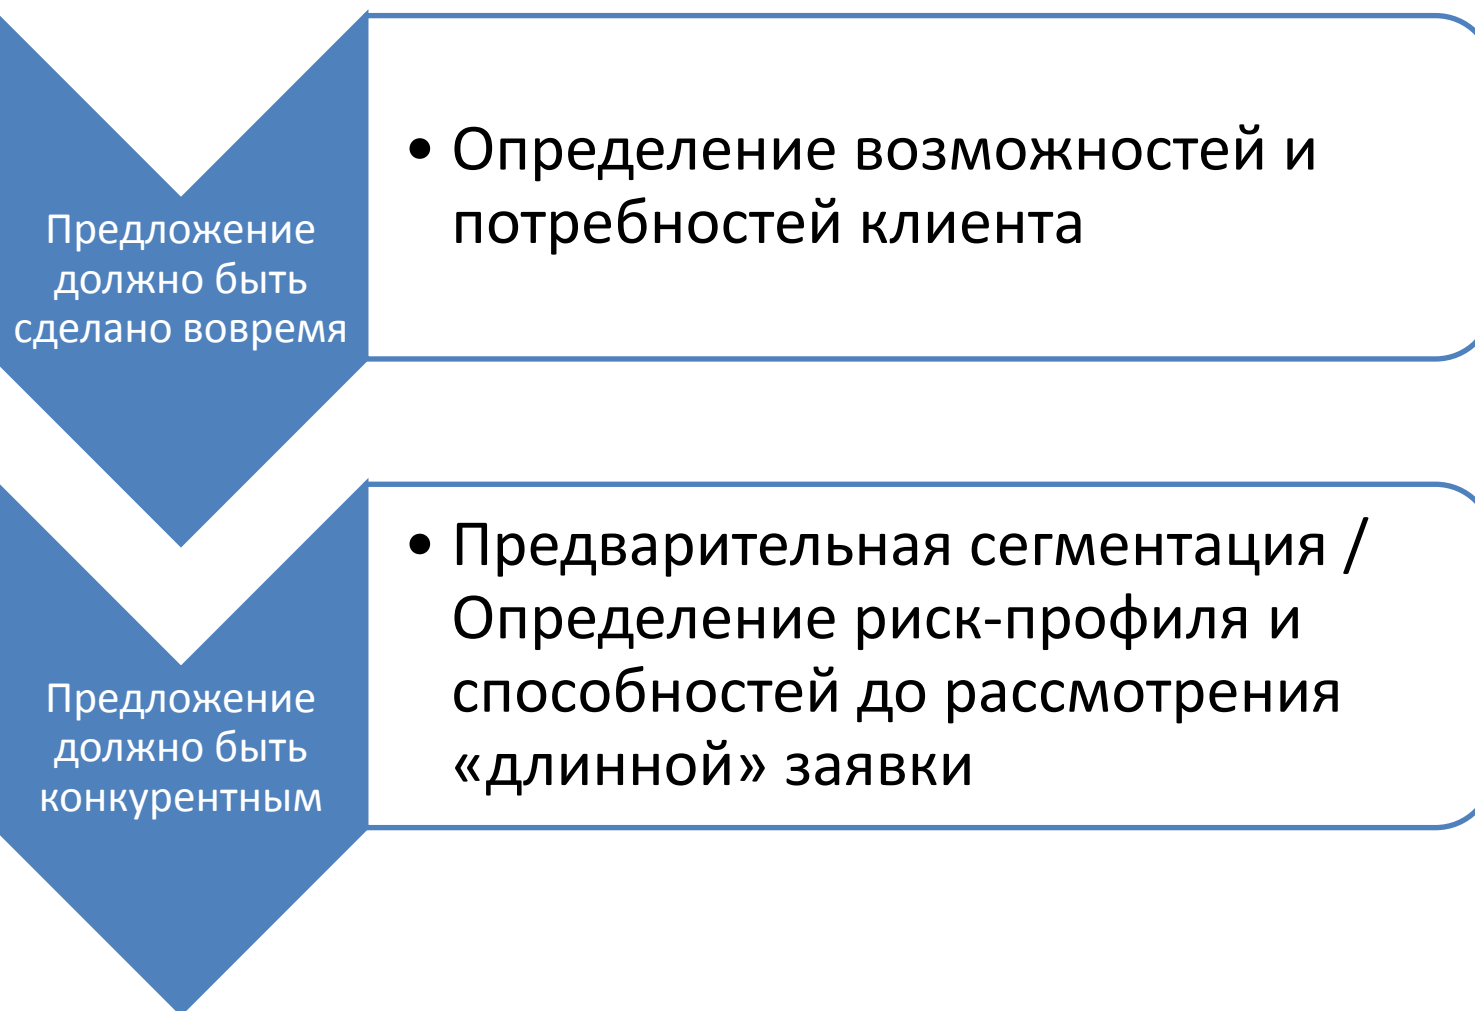 Предложение
должно быть
сделано вовремя
• Определение возможностей и
потребностей клиента
Предложение
должно быть
конкурентным
• Предварительная сегментация /
Определение риск-профиля и
способностей до рассмотрения
«длинной» заявки